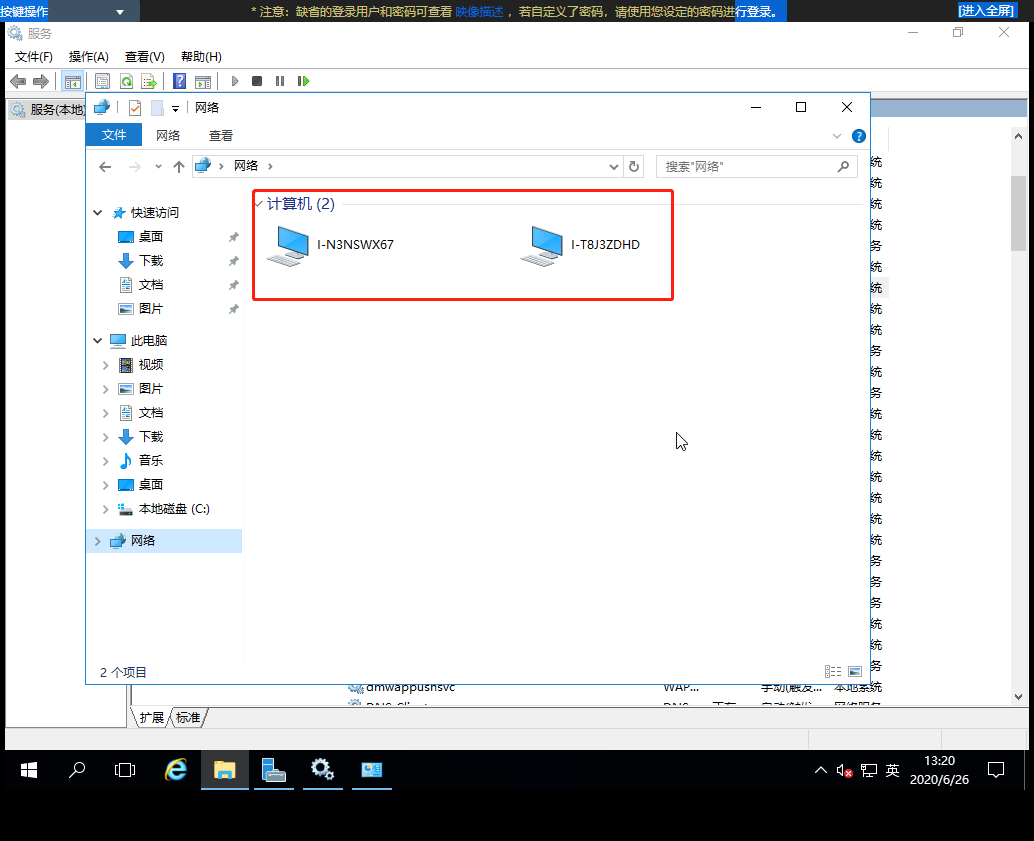 按键操作
* 注意：缺省的登录用户和密码可查看 映像描述 ，若自定义了密码，请使用您设定的密码进行登录。
[进入全屏]
服务
文件(F) 操作(A) 查看(V) 帮助(H)
服务(本地)
网络
文件 网络 查看
网络
搜索"网络"
快速访问
桌面
下载
文档
图片
此电脑
视频
图片
文档
下载
音乐
桌面
本地磁盘 (C:)
网络
计算机 (2)
I-N3NSWX67
I-T8J3ZDHD
2 个项目
统
统
统
统
务
统
统
统
统
务
统
务
统
统
统
统
统
统
统
务
务
务
统
统
务
dmwappushsvc WAP... 手动(触发... 本地系统
扩展 标准
英
13:20
2020/6/26